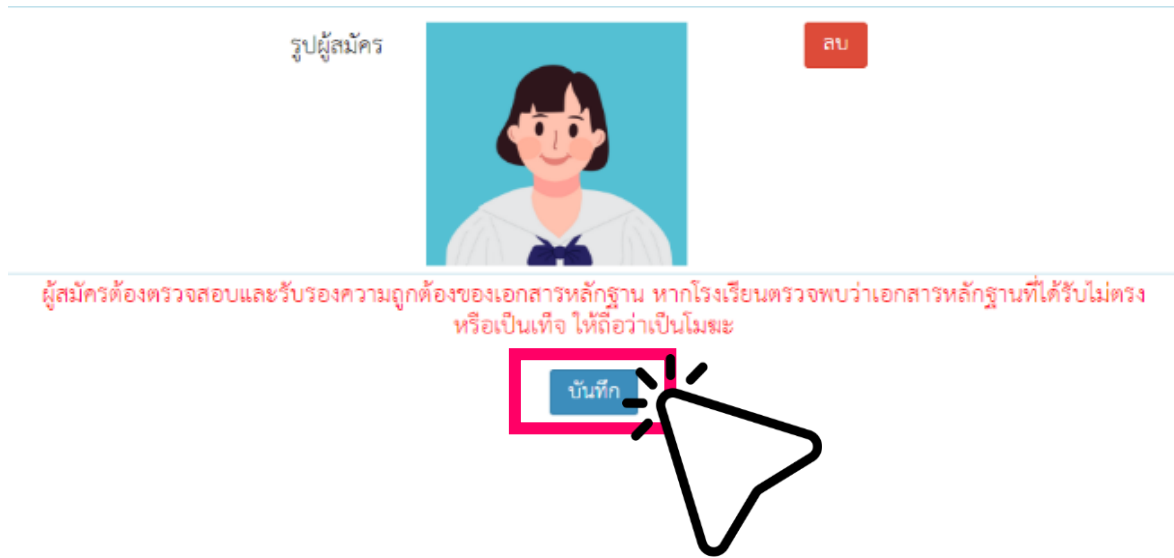 รูปผู้สมัคร
ลบ
ผู้สมัครต้องตรวจสอบและรับรองความถูกต้องของเอกสารหลักฐาน หากโรงเรียนตรวจพบว่าเอกสารหลักฐานที่ได้รับไม่ตรง
หรือเป็นเท็จ ให้ถือว่าเป็นโมฆะ
บันทึก